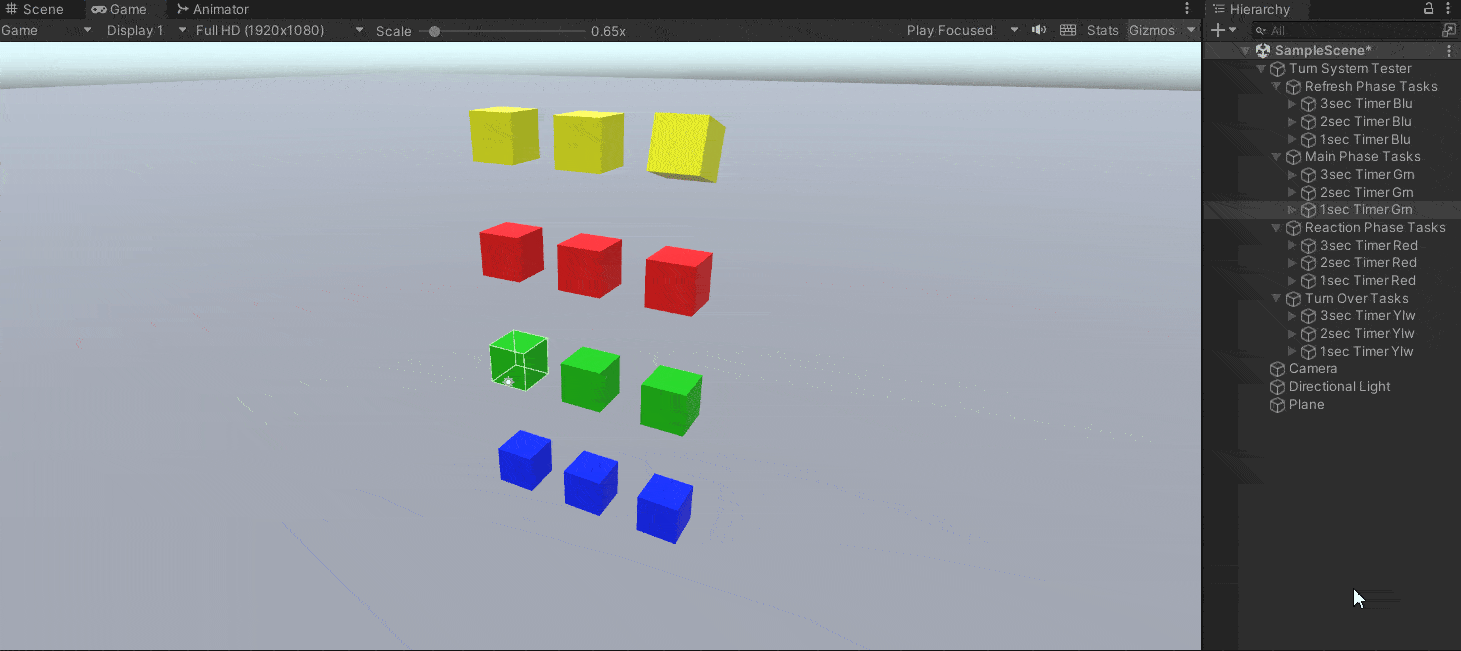 Scene Game Animator
Game Display 1 Full HD (1920x1080) Scale 0.65x Play Focused Stats Gizmos
Hierarchy
All
SampleScene*
Turn System Tester
Refresh Phase Tasks
3sec Timer Blu
2sec Timer Blu
1sec Timer Blu
Main Phase Tasks
3sec Timer Grn
2sec Timer Grn
1sec Timer Grn
Reaction Phase Tasks
3sec Timer Red
2sec Timer Red
1sec Timer Red
Turn Over Tasks
3sec Timer Ylw
2sec Timer Ylw
1sec Timer Ylw
Camera
Directional Light
Plane